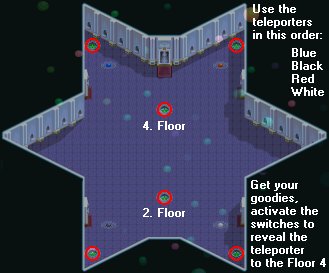 Use the
teleporters
in this order:
Blue
Black
Red
White
4. Floor
2. Floor
Get your
goodies,
activate the
switches to
reveal the
teleporter
to the Floor 4